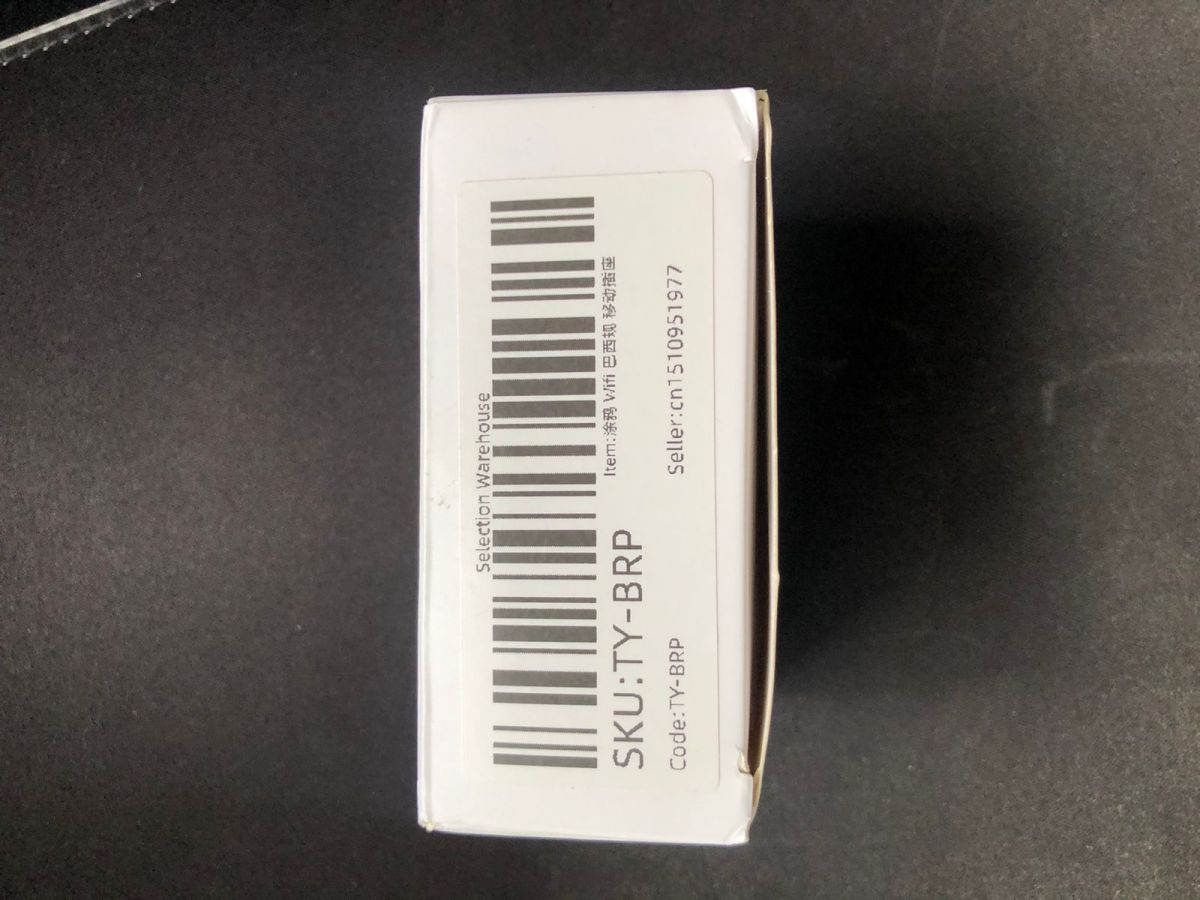 Selection Warehouse
SKU:TY-BRP
Item:涂鸦 Wifi 巴西规 移动插座
Code:TY-BRP
Seller:cn1510951977